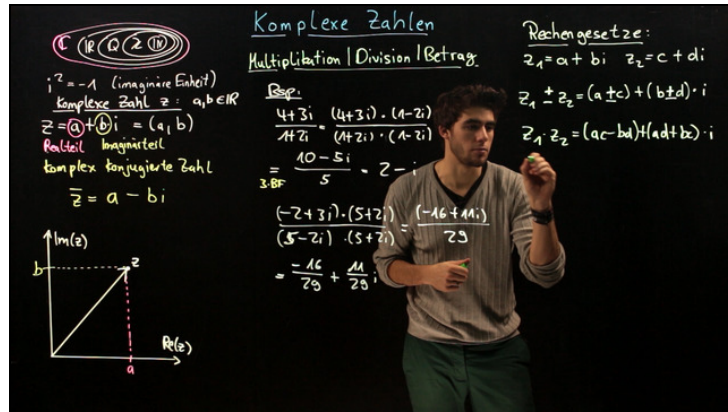 Komplexe Zahlen
Multiplikation | Division | Betrag
ℂ ℝ ℚ ℤ ℕ
i² = -1 (imaginäre Einheit)
Komplexe Zahl z: a,b ∈ ℝ
z = a + b i = (a, b)
Realteil Imaginärteil
Komplex konjugierte Zahl
z̅ = a - bi
Im(z)
b
z
Re(z)
a
Bsp.:
(4+3i)/(1+2i) = ((4+3i)·(1-2i))/((1+2i)·(1-2i))
= (10-5i)/5 = 2 - i
3.BF
((-2+3i)·(5+2i))/((5-2i)·(5+2i)) = (-16+11i)/29
= -16/29 + 11/29 i
Rechengesetze:
z₁ = a + bi z₂ = c + di
z₁ ± z₂ = (a ± c) + (b ± d)·i
z₁·z₂ = (ac - bd) + (ad + bc)·i